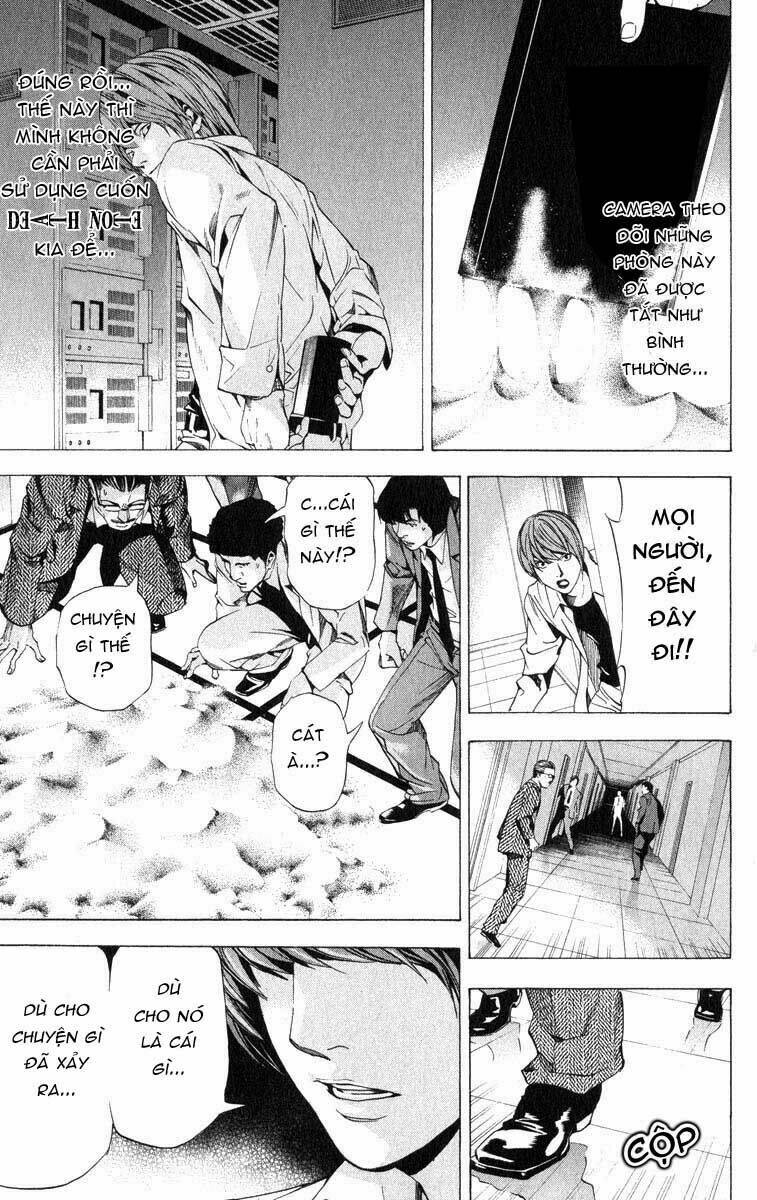 CAMERA THEO
DÕI NHỮNG
PHÒNG NÀY
ĐÃ ĐƯỢC
TẮT NHƯ
BÌNH
THƯỜNG...
ĐÚNG RỒI...
THẾ NÀY THÌ
MÌNH KHÔNG
CẦN PHẢI
SỬ DỤNG CUỐN
DEATH NOTE
KIA ĐỂ...
MỌI
NGƯỜI,
ĐẾN
ĐÂY
ĐI!!
C...CÁI
GÌ THẾ
NÀY!?
CHUYỆN
GÌ THẾ
!?
CÁT
À...?
CỘP
DÙ
CHO NÓ
LÀ CÁI
GÌ...
DÙ CHO
CHUYỆN GÌ
ĐÃ XẢY
RA...